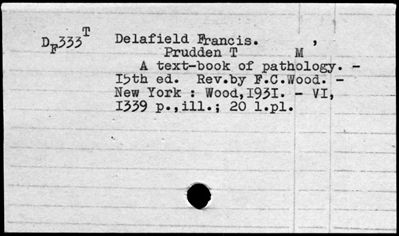 D_F333^T Delafield Francis. ,
Prudden T M
A text-book of pathology. -
15th ed. Rev.by F.C.Wood. -
New York : Wood,1931. - VI,
1339 p.,ill.; 20 l.pl.